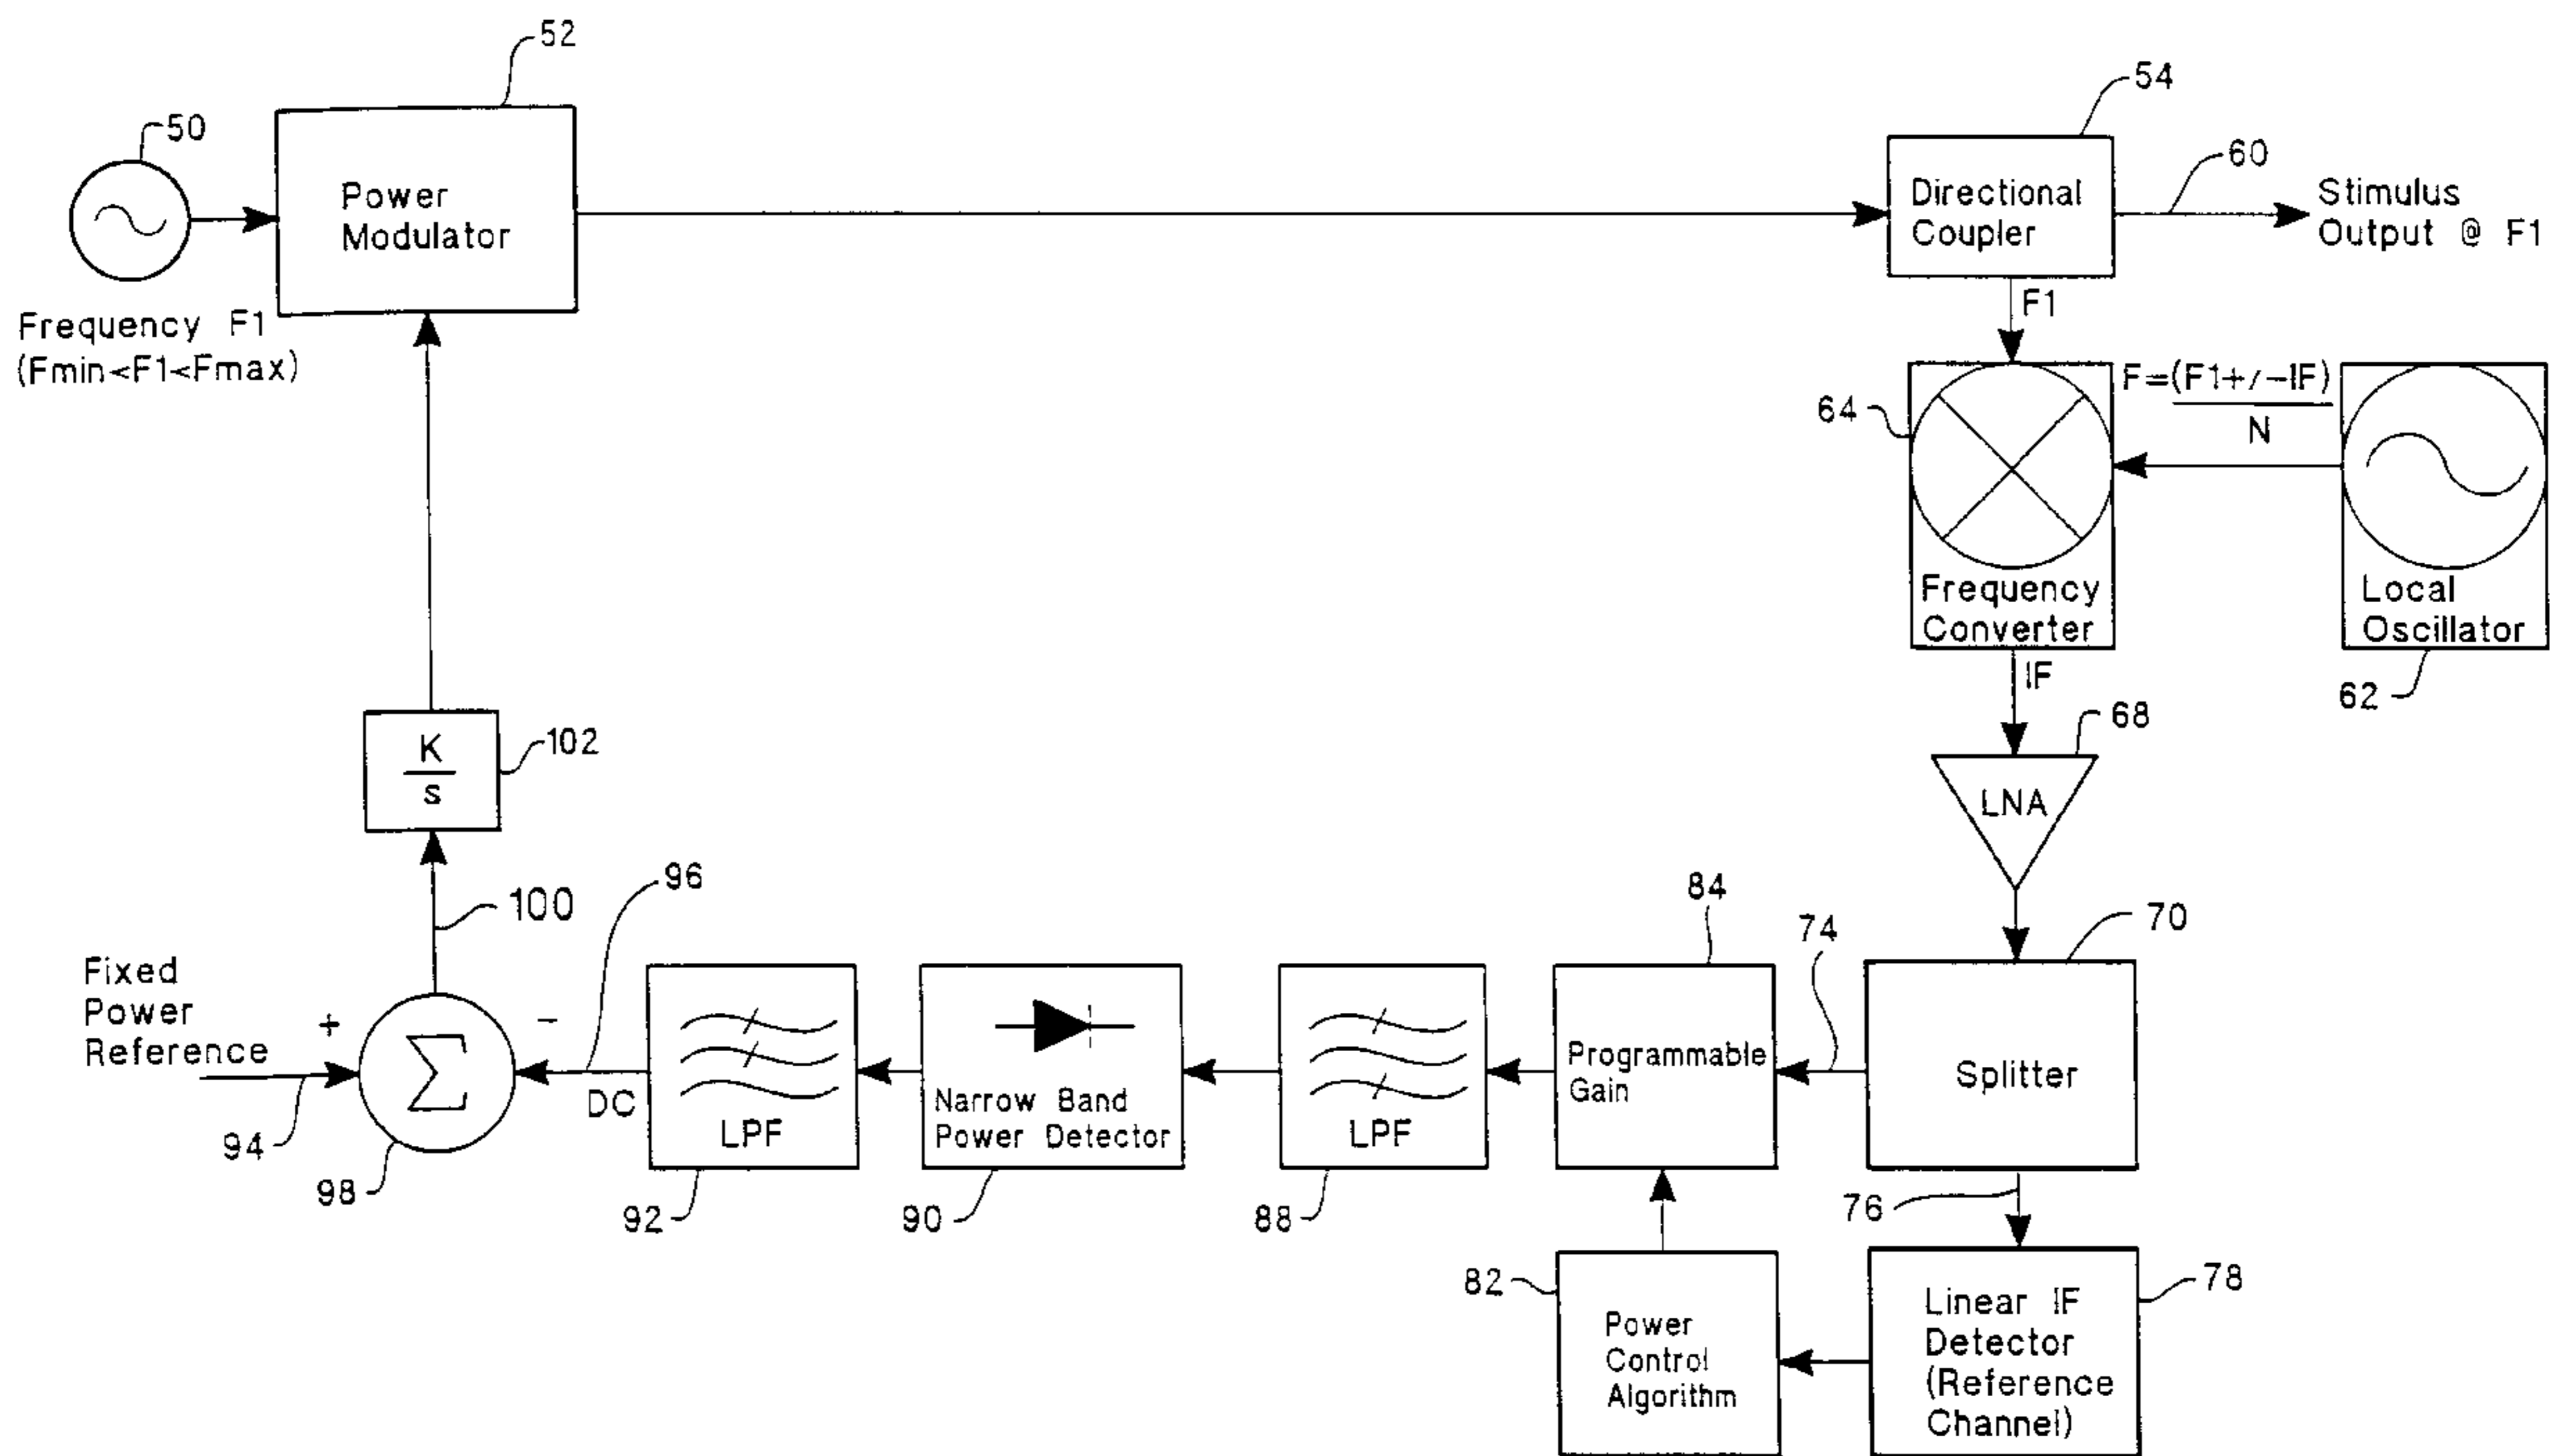 52
50
Power
Modulator
Frequency F1
(Fmin<F1<Fmax)
54
Directional
Coupler
60
Stimulus
Output @ F1
F1
64
F=(F1+/-IF)
N
Frequency
Converter
Local
Oscillator
62
IF
68
LNA
K
s
102
100
96
84
74
70
Fixed
Power
Reference
+
Σ
-
DC
94
98
LPF
92
Narrow Band
Power Detector
90
LPF
88
Programmable
Gain
Splitter
76
82
Power
Control
Algorithm
Linear IF
Detector
(Reference
Channel)
78